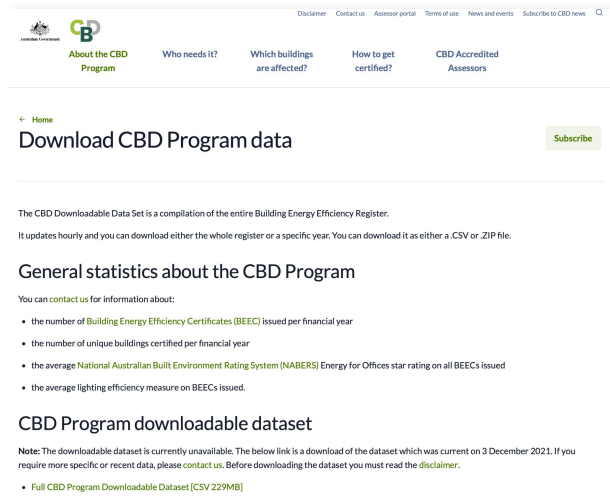 Disclaimer Contact us Assessor portal Terms of use News and events Subscribe to CBD news
Australian Government
CBD
About the CBD Program
Who needs it?
Which buildings are affected?
How to get certified?
CBD Accredited Assessors
← Home
Download CBD Program data
Subscribe
The CBD Downloadable Data Set is a compilation of the entire Building Energy Efficiency Register.
It updates hourly and you can download either the whole register or a specific year. You can download it as either a .CSV or .ZIP file.
General statistics about the CBD Program
You can contact us for information about:
• the number of Building Energy Efficiency Certificates (BEEC) issued per financial year
• the number of unique buildings certified per financial year
• the average National Australian Built Environment Rating System (NABERS) Energy for Offices star rating on all BEECs issued
• the average lighting efficiency measure on BEECs issued.
CBD Program downloadable dataset
Note: The downloadable dataset is currently unavailable. The below link is a download of the dataset which was current on 3 December 2021. If you
require more specific or recent data, please contact us. Before downloading the dataset you must read the disclaimer.
• Full CBD Program Downloadable Dataset [CSV 229MB]